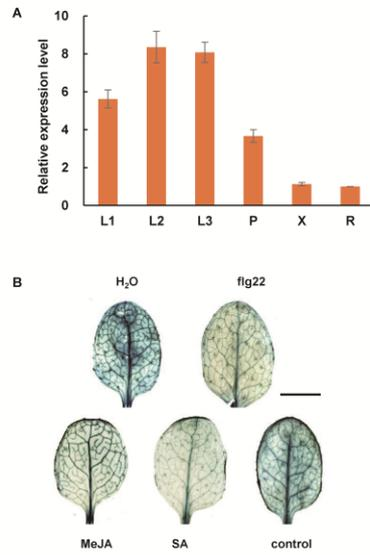 A
Relative expression level
10
8
6
4
2
0
L1 L2 L3 P X R
B
H₂O flg22
MeJA SA control